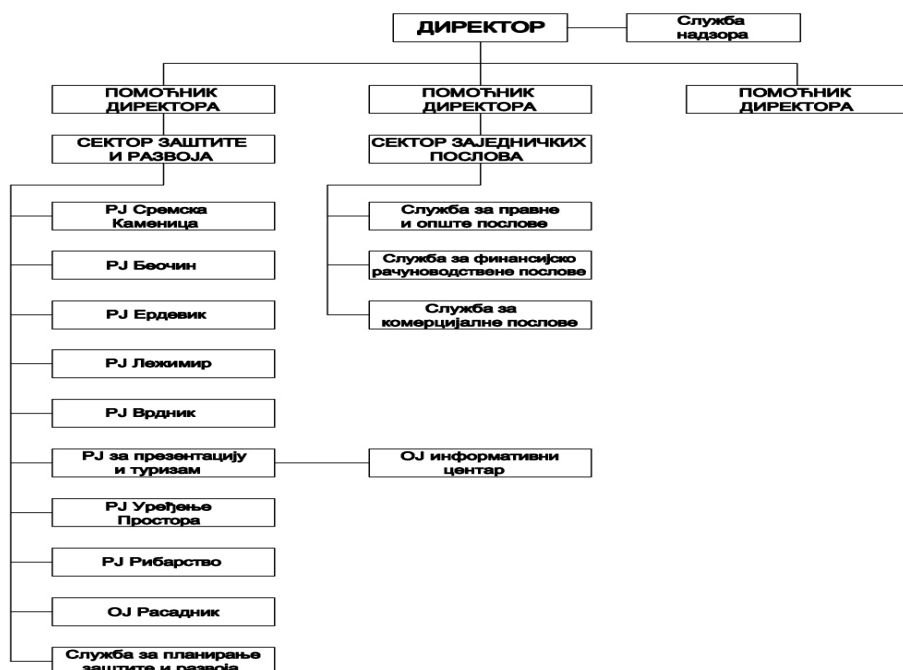 ДИРЕКТОР
Служба
надзора
ПОМОЋНИК
ДИРЕКТОРА
ПОМОЋНИК
ДИРЕКТОРА
ПОМОЋНИК
ДИРЕКТОРА
СЕКТОР ЗАШТИТЕ
И РАЗВОЈА
СЕКТОР ЗАЈЕДНИЧКИХ
ПОСЛОВА
РЈ Сремска
Каменица
РЈ Беочин
РЈ Ердевик
РЈ Лежимир
РЈ Врдник
РЈ за презентацију
и туризам
РЈ Уређење
Простора
РЈ Рибарство
ОЈ Расадник
Служба за планирање
заштите и развоја
Служба за правне
и опште послове
Служба за финансијско
рачуноводствене послове
Служба за
комерцијалне послове
ОЈ информативни
центар